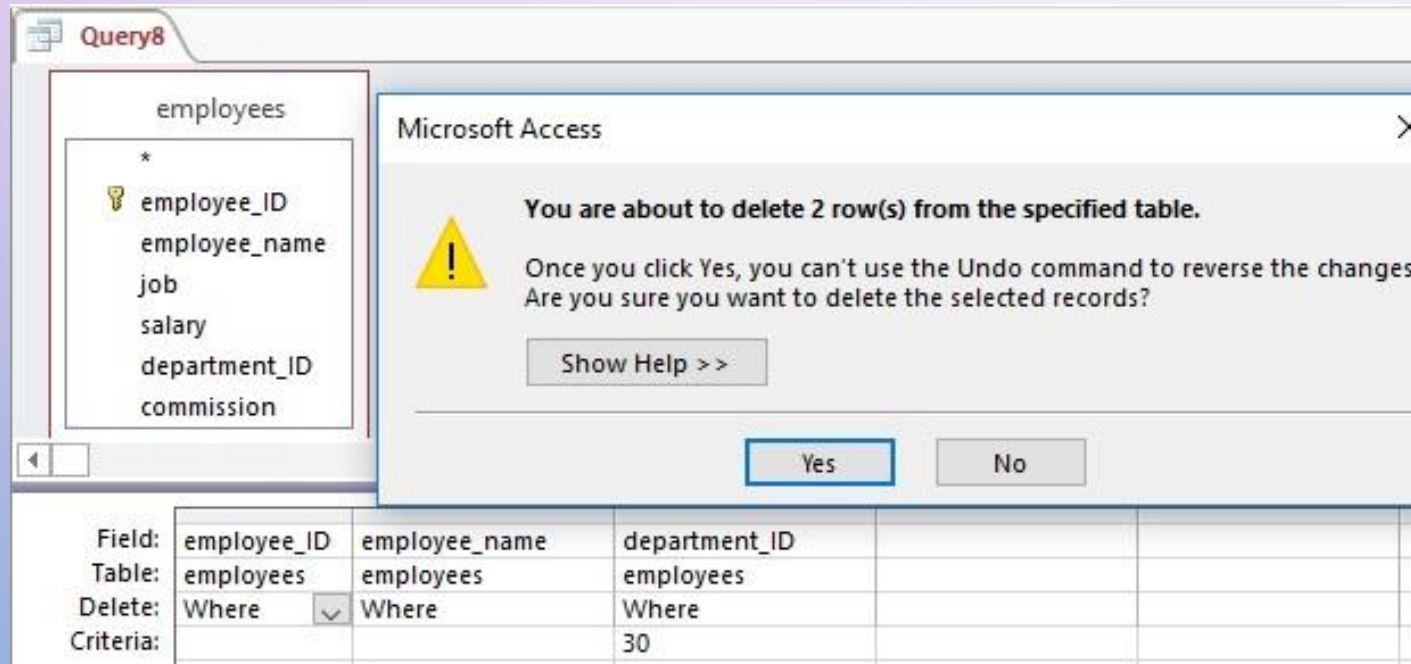 Query8
employees
*
employee_ID
employee_name
job
salary
department_ID
commission
Microsoft Access
You are about to delete 2 row(s) from the specified table.
Once you click Yes, you can't use the Undo command to reverse the changes
Are you sure you want to delete the selected records?
Show Help >>
Yes No
Field: employee_ID employee_name department_ID
Table: employees employees employees
Delete: Where Where Where
Criteria: 30